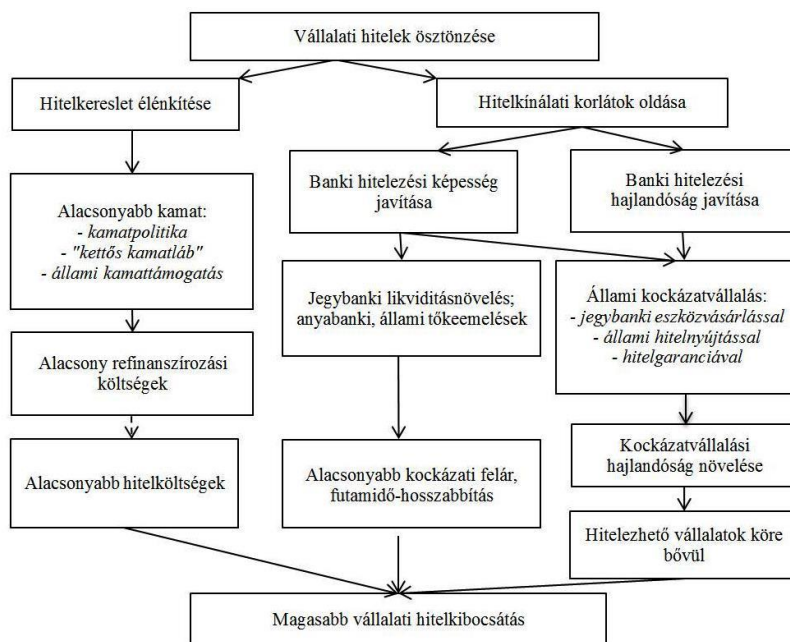 Vállalati hitelek ösztönzése
Hitelkereslet élénkítése
Hitelkínálati korlátok oldása
Banki hitelezési képesség
javítása
Banki hitelezési
hajlandóság javítása
Alacsonyabb kamat:
- kamatpolitika
- "kettős kamatláb"
- állami kamattámogatás
Jegybanki likviditásnövelés;
anyabanki, állami tőkeemelések
Állami kockázatvállalás:
- jegybanki eszközvásárlással
- állami hitelnyújtással
- hitelgaranciával
Alacsony refinanszírozási
költségek
Alacsonyabb hitelköltségek
Alacsonyabb kockázati felár,
futamidő-hosszabbítás
Kockázatvállalási
hajlandóság növelése
Hitelezhető vállalatok köre
bővül
Magasabb vállalati hitelkibocsátás